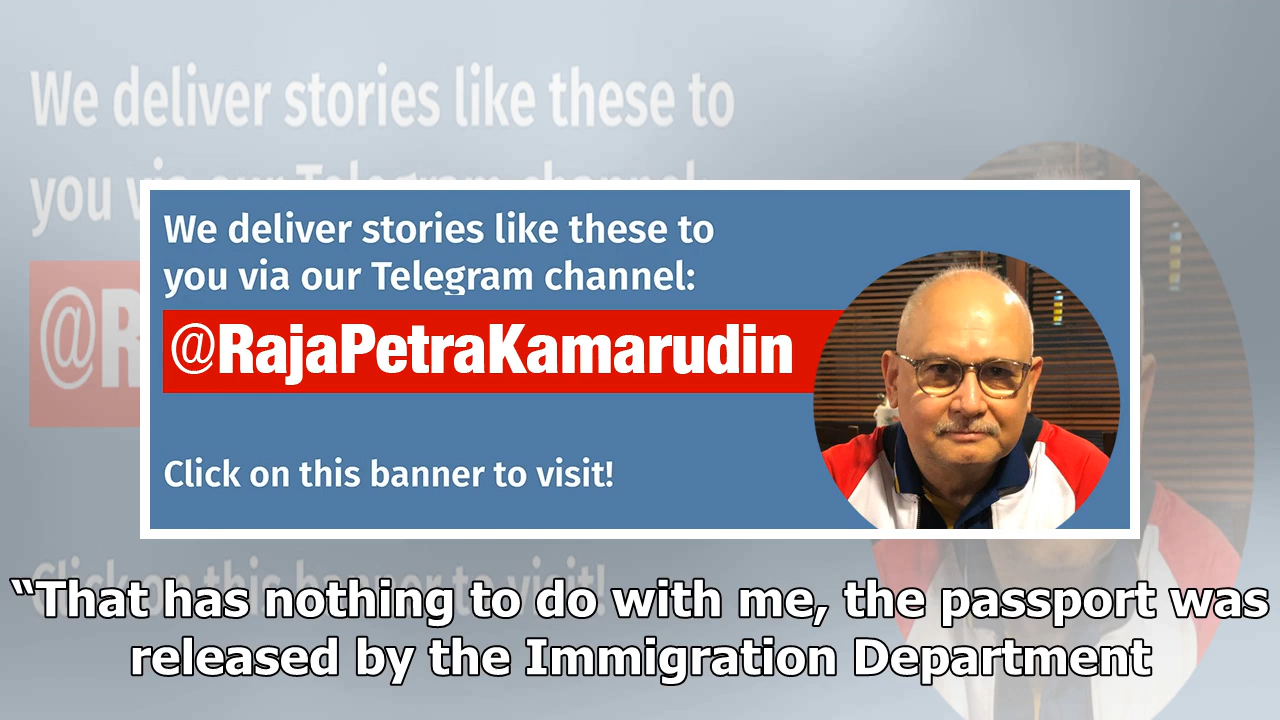 We deliver stories like these to
you via our Telegram channel:
@RajaPetraKamarudin
Click on this banner to visit!
“That has nothing to do with me, the passport was
released by the Immigration Department